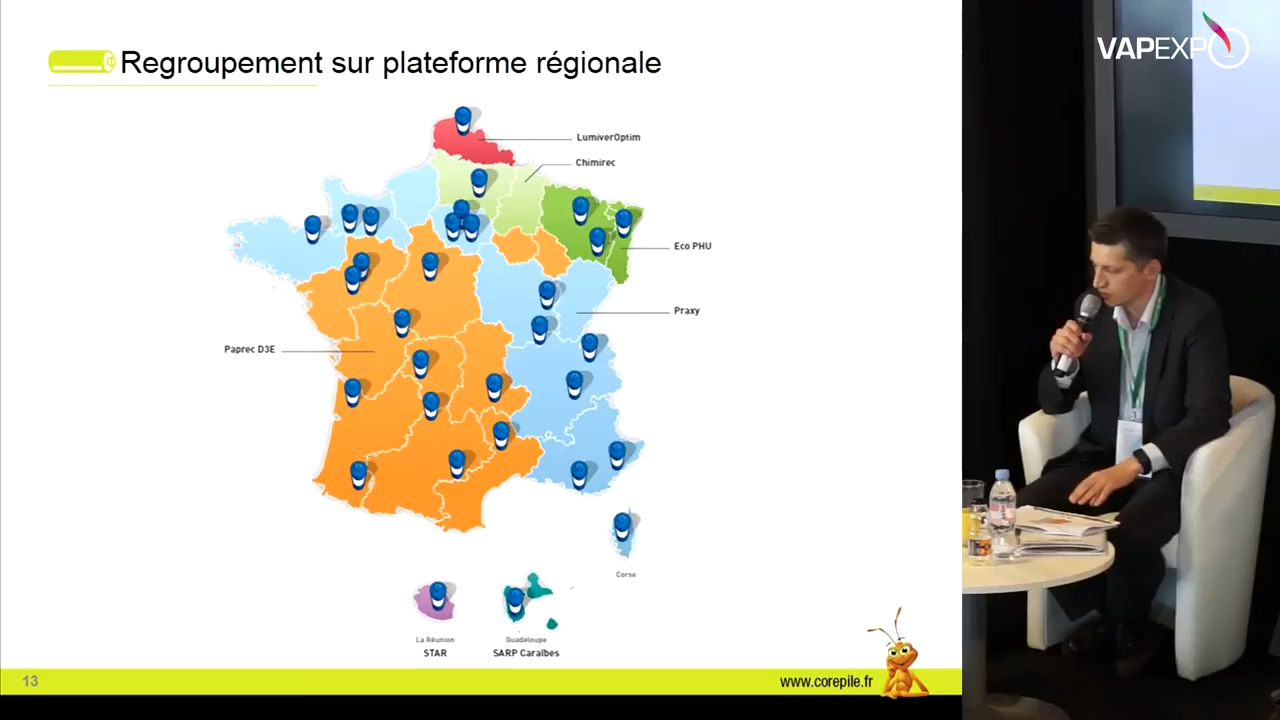 Regroupement sur plateforme régionale
VAPEXPO
LumiverOptim
Chimirec
Eco PHU
Praxy
Paprec D3E
Corse
La Réunion
STAR
Guadeloupe
SARP Caraïbes
13
www.corepile.fr